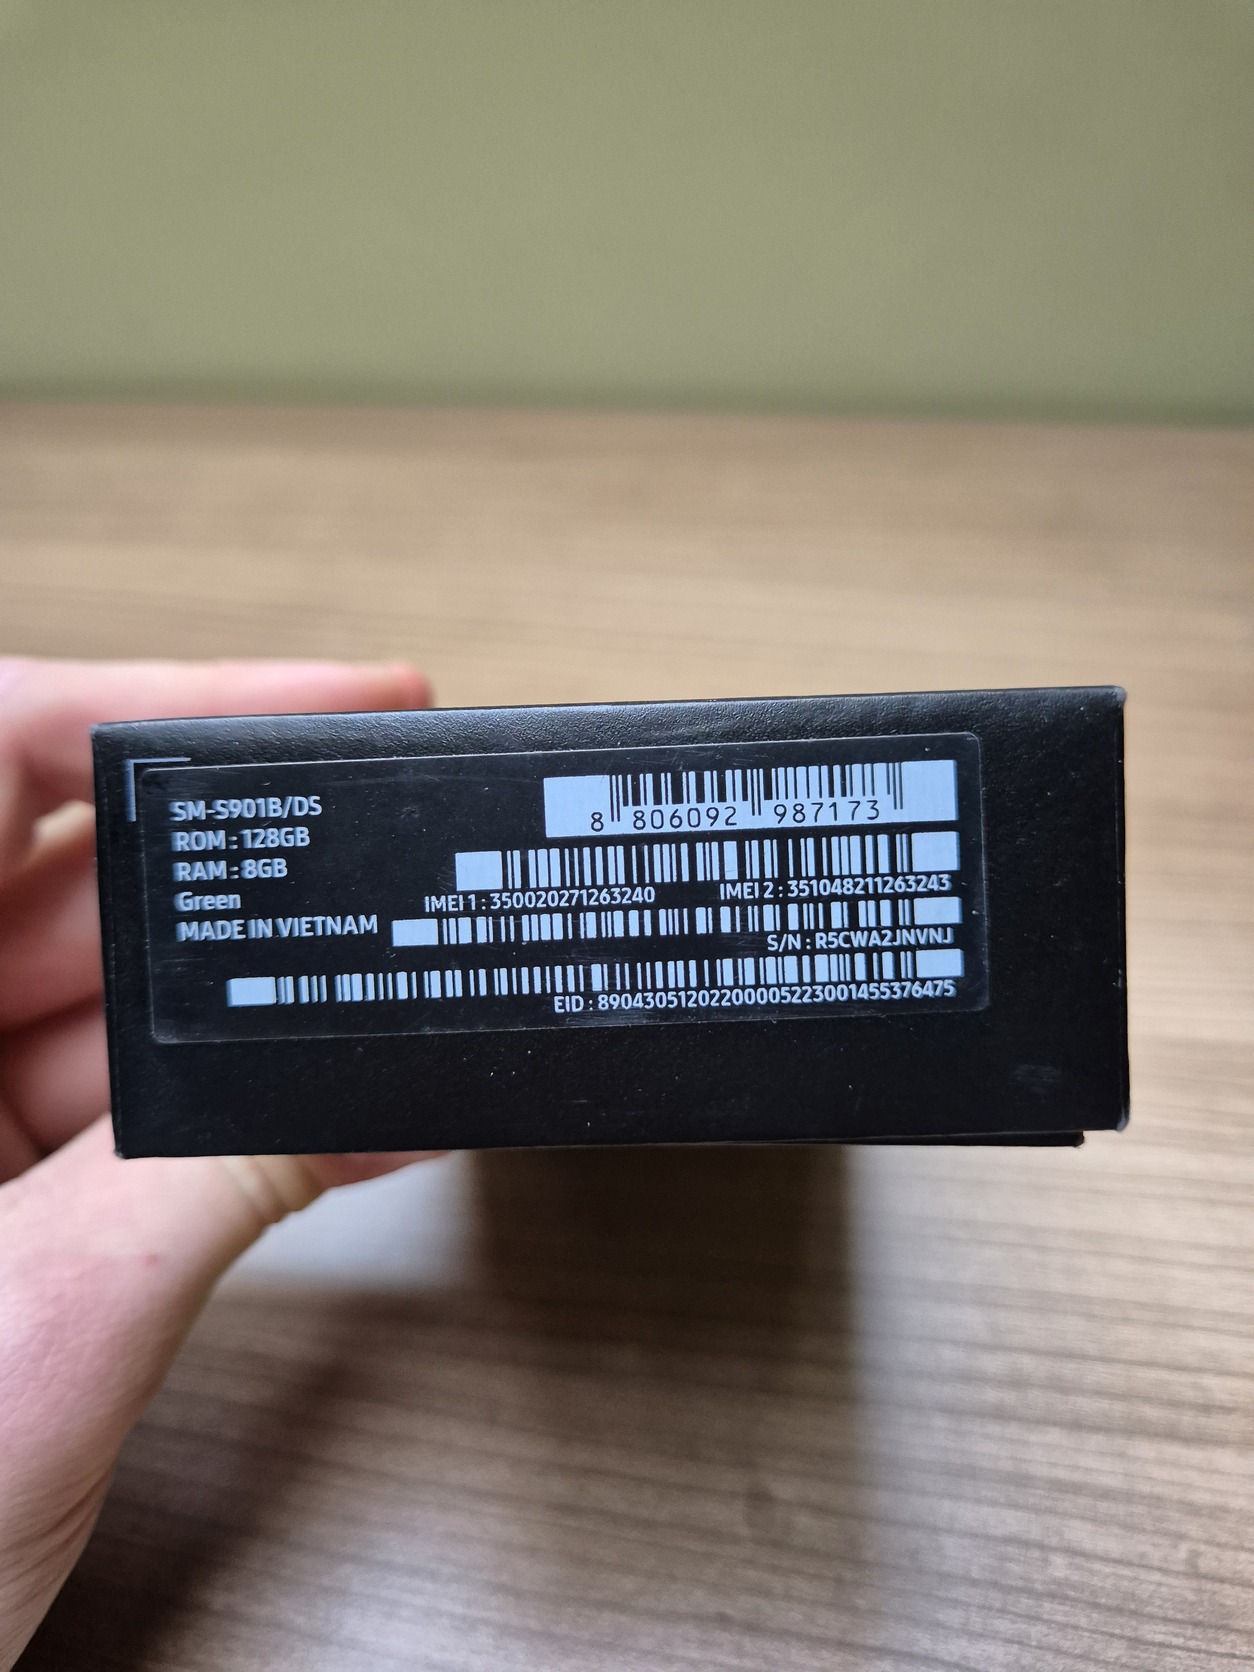 SM-S901B/DS
ROM : 128GB
RAM : 8GB
Green
MADE IN VIETNAM
8 806092 987173
IMEI 1 : 350020271263240 IMEI 2 : 351048211263243
S/N : R5CWA2JNVNJ
EID : 89043051202200005223001455376475